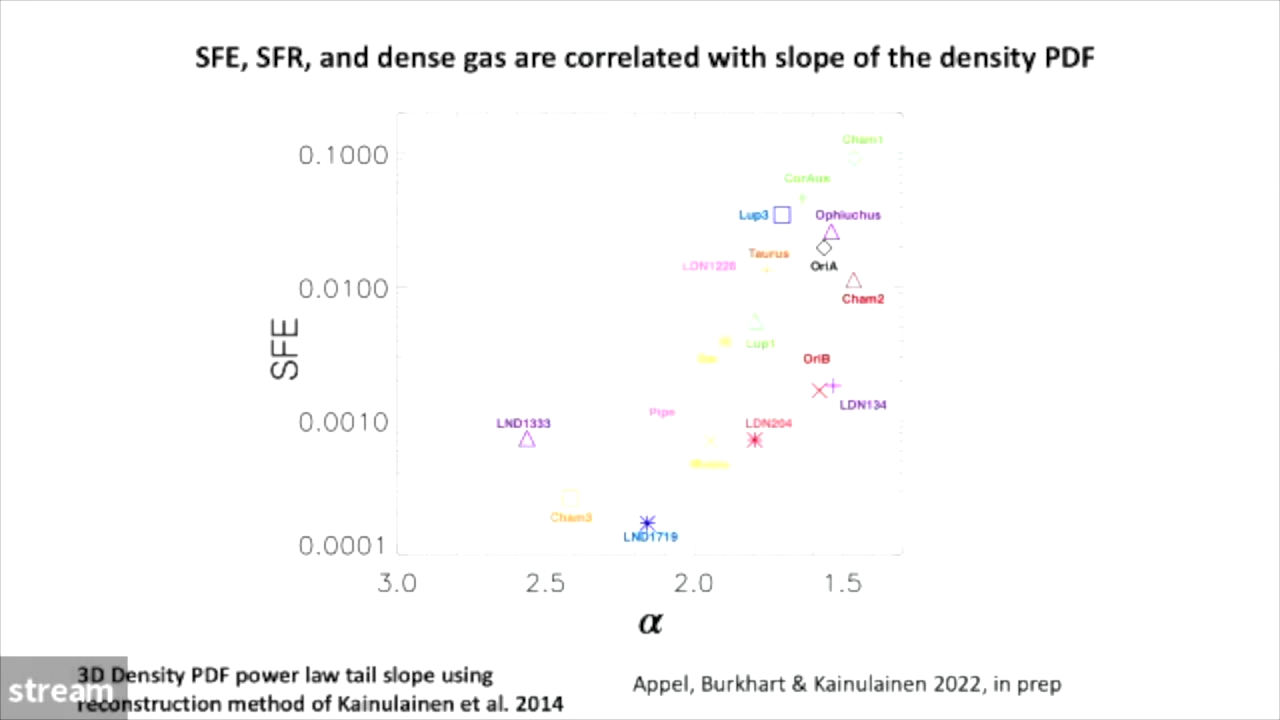 SFE, SFR, and dense gas are correlated with slope of the density PDF
Cham1
0.1000
CorAus
Lup3
Ophiuchus
Taurus
LDN1228
OriA
0.0100
Cham2
SFE
Lup1
OriB
LDN134
Pipe
0.0010
LND1333
LDN204
Cham3
LND1719
0.0001
3.0 2.5 2.0 1.5
α
3D Density PDF power law tail slope using
reconstruction method of Kainulainen et al. 2014
Appel, Burkhart & Kainulainen 2022, in prep
stream